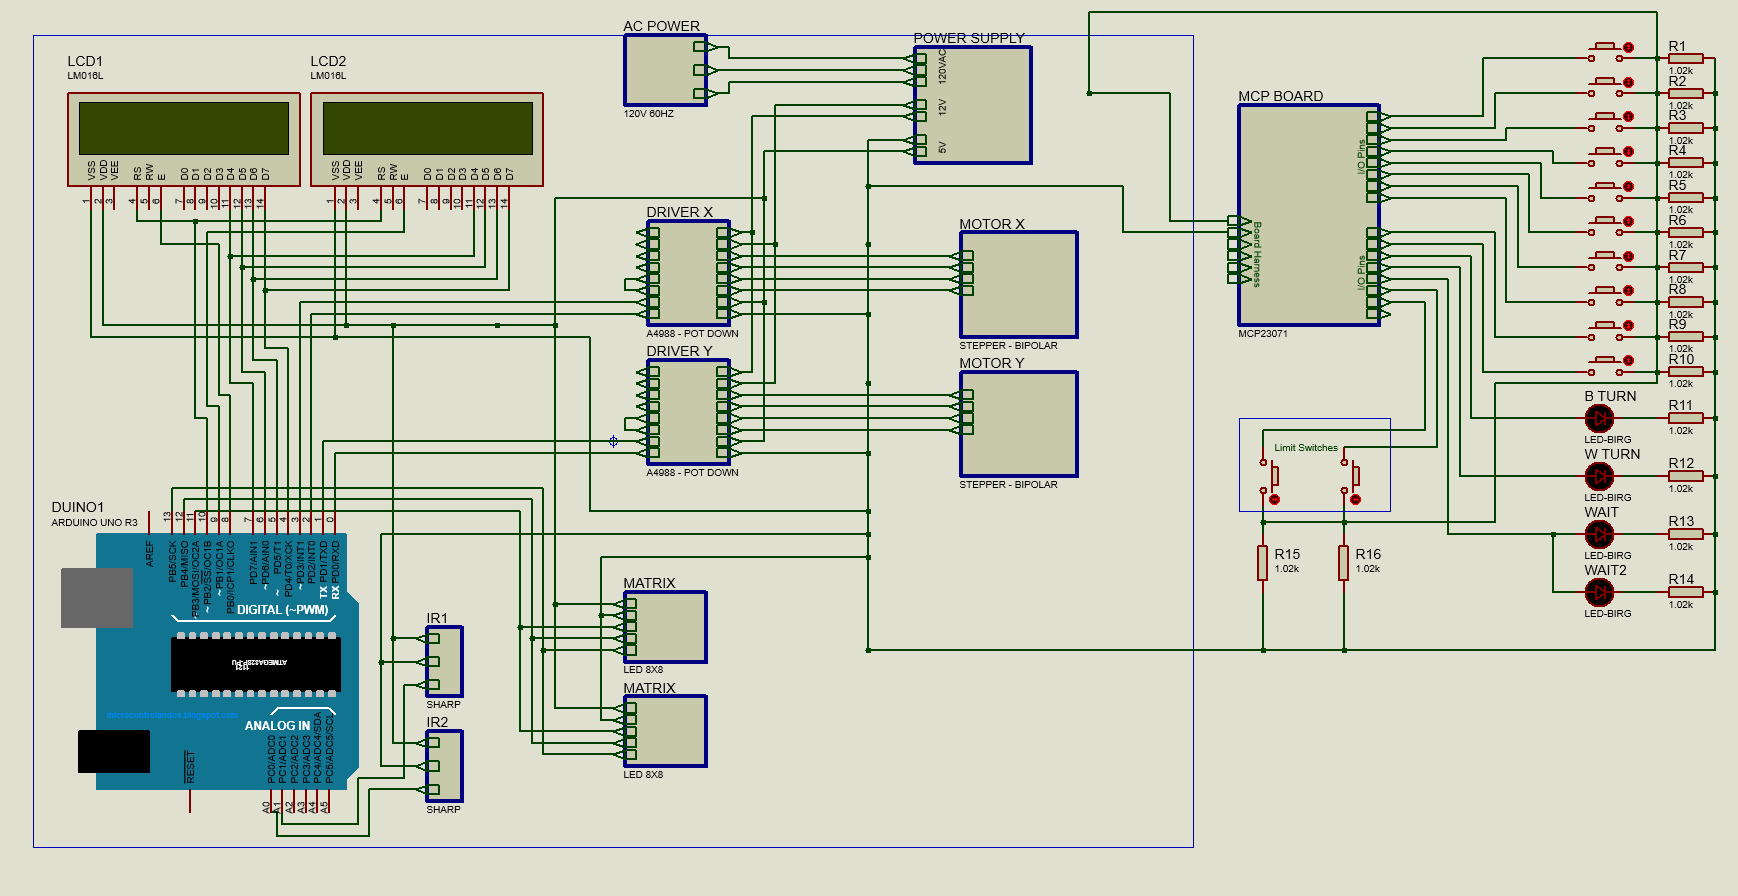 AC POWER
120V 60HZ
POWER SUPPLY
120VAC
12V
5V
LCD1
LM016L
VSS
VDD
VEE
RS
RW
E
D0
D1
D2
D3
D4
D5
D6
D7
1
2
3
4
5
6
7
8
9
10
11
12
13
14
LCD2
LM016L
VSS
VDD
VEE
RS
RW
E
D0
D1
D2
D3
D4
D5
D6
D7
1
2
3
4
5
6
7
8
9
10
11
12
13
14
DRIVER X
A4988 - POT DOWN
DRIVER Y
A4988 - POT DOWN
MOTOR X
STEPPER - BIPOLAR
MOTOR Y
STEPPER - BIPOLAR
MCP BOARD
I/O Pins
I/O Pins
Board Harness
MCP23071
R1
1.02k
R2
1.02k
R3
1.02k
R4
1.02k
R5
1.02k
R6
1.02k
R7
1.02k
R8
1.02k
R9
1.02k
R10
1.02k
B TURN
LED-BIRG
R11
1.02k
W TURN
LED-BIRG
R12
1.02k
WAIT
LED-BIRG
R13
1.02k
WAIT2
LED-BIRG
R14
1.02k
Limit Switches
R15
1.02k
R16
1.02k
DUINO1
ARDUINO UNO R3
13
12
11
10
9
8
7
6
5
4
3
2
1
0
AREF
PB5/SCK
PB4/MISO
PB3/MOSI/OC2A
~ PB2/SS/OC1B
~ PB1/OC1A
PB0/ICP1/CLKO
PD7/AIN1
~ PD6/AIN0
~ PD5/T1
PD4/T0/XCK
~ PD3/INT1
PD2/INT0
TX PD1/TXD
RX PD0/RXD
DIGITAL (~PWM)
ATMEGA328P-PU
1121
microcontrolandos.blogspot.com
ANALOG IN
RESET
PC0/ADC0
PC1/ADC1
PC2/ADC2
PC3/ADC3
PC4/ADC4/SDA
PC5/ADC5/SCL
A0
A1
A2
A3
A4
A5
IR1
SHARP
IR2
SHARP
MATRIX
LED 8X8
MATRIX
LED 8X8